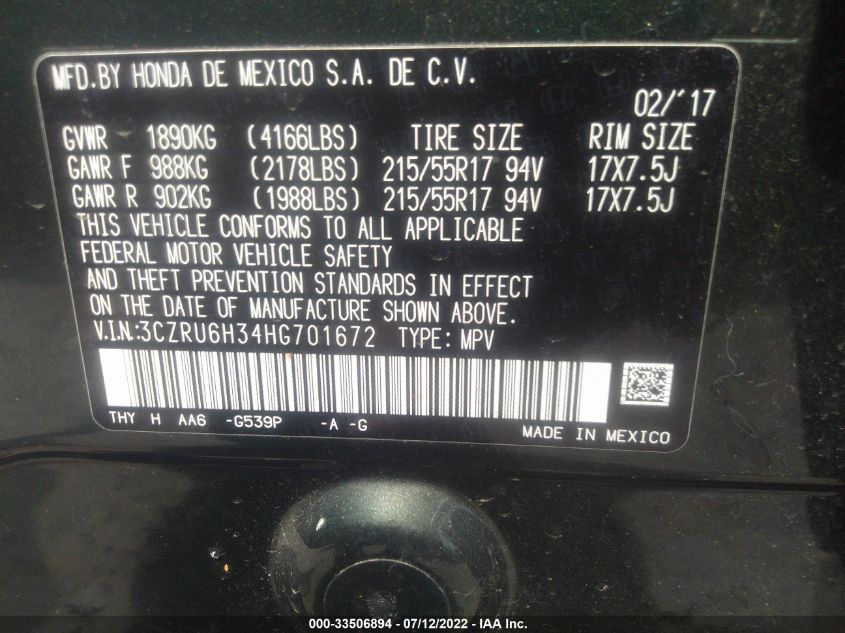 MFD.BY HONDA DE MEXICO S.A. DE C.V.
02/'17
GVWR 1890KG (4166LBS) TIRE SIZE RIM SIZE
GAWR F 988KG (2178LBS) 215/55R17 94V 17X7.5J
GAWR R 902KG (1988LBS) 215/55R17 94V 17X7.5J
THIS VEHICLE CONFORMS TO ALL APPLICABLE
FEDERAL MOTOR VEHICLE SAFETY
AND THEFT PREVENTION STANDARDS IN EFFECT
ON THE DATE OF MANUFACTURE SHOWN ABOVE.
V.I.N:3CZRU6H34HG701672 TYPE: MPV
THY H AA6 -G539P -A -G
MADE IN MEXICO
000-33506894 - 07/12/2022 - IAA Inc.